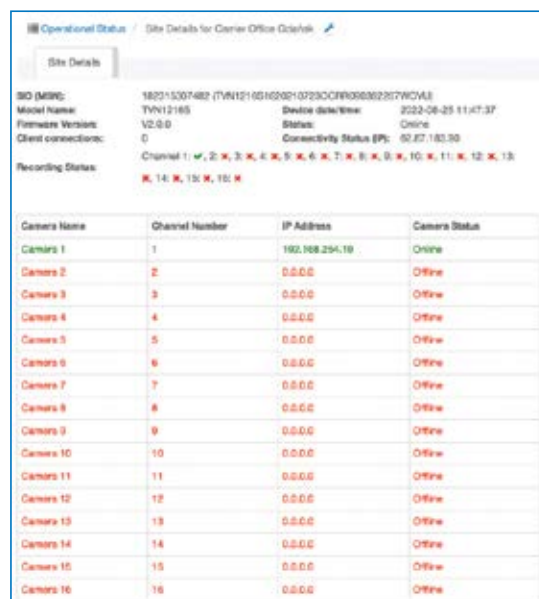 Operational Status / Site Details for Carrier Office Gdańsk
Site Details
SID (MSN):
Model Name: TVN1216S Device date/time: 2022-08-25 11:47:37
Firmware Version: V2.0.0 Status: Online
Client connections: 0 Connectivity Status (IP):
Recording Status: Channel 1: ✔, 2: ✖, 3: ✖, 4: ✖, 5: ✖, 6: ✖, 7: ✖, 8: ✖, 9: ✖, 10: ✖, 11: ✖, 12: ✖, 13:
✖, 14: ✖, 15: ✖, 16: ✖
Camera Name Channel Number IP Address Camera Status
Camera 1 1 192.168.254.19 Online
Camera 2 2 0.0.0.0 Offline
Camera 3 3 0.0.0.0 Offline
Camera 4 4 0.0.0.0 Offline
Camera 5 5 0.0.0.0 Offline
Camera 6 6 0.0.0.0 Offline
Camera 7 7 0.0.0.0 Offline
Camera 8 8 0.0.0.0 Offline
Camera 9 9 0.0.0.0 Offline
Camera 10 10 0.0.0.0 Offline
Camera 11 11 0.0.0.0 Offline
Camera 12 12 0.0.0.0 Offline
Camera 13 13 0.0.0.0 Offline
Camera 14 14 0.0.0.0 Offline
Camera 15 15 0.0.0.0 Offline
Camera 16 16 0.0.0.0 Offline